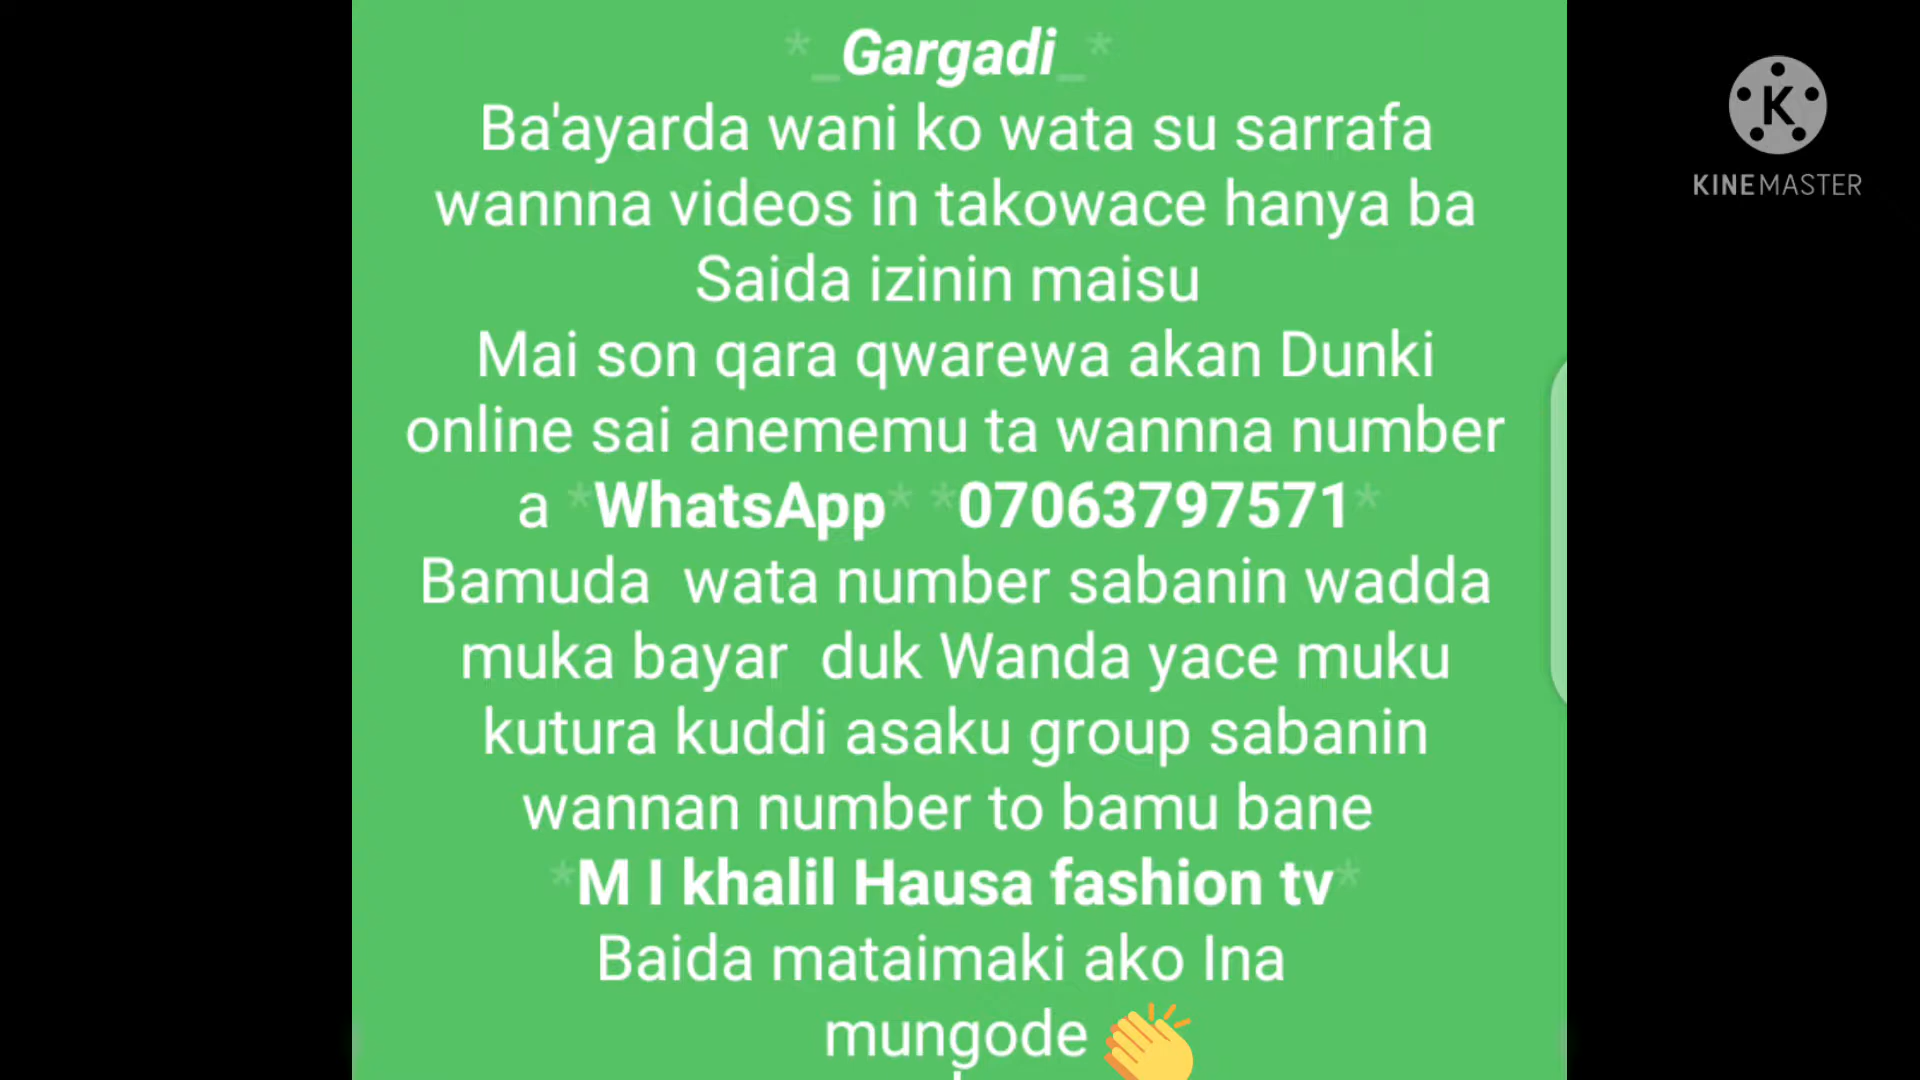 *_Gargadi_*
Ba'ayarda wani ko wata su sarrafa
wannna videos in takowace hanya ba
Saida izinin maisu
Mai son qara qwarewa akan Dunki
online sai anememu ta wannna number
a *WhatsApp* *07063797571*
Bamuda wata number sabanin wadda
muka bayar duk Wanda yace muku
kutura kuddi asaku group sabanin
wannan number to bamu bane
*M I khalil Hausa fashion tv*
Baida mataimaki ako Ina
mungode
K
KINEMASTER